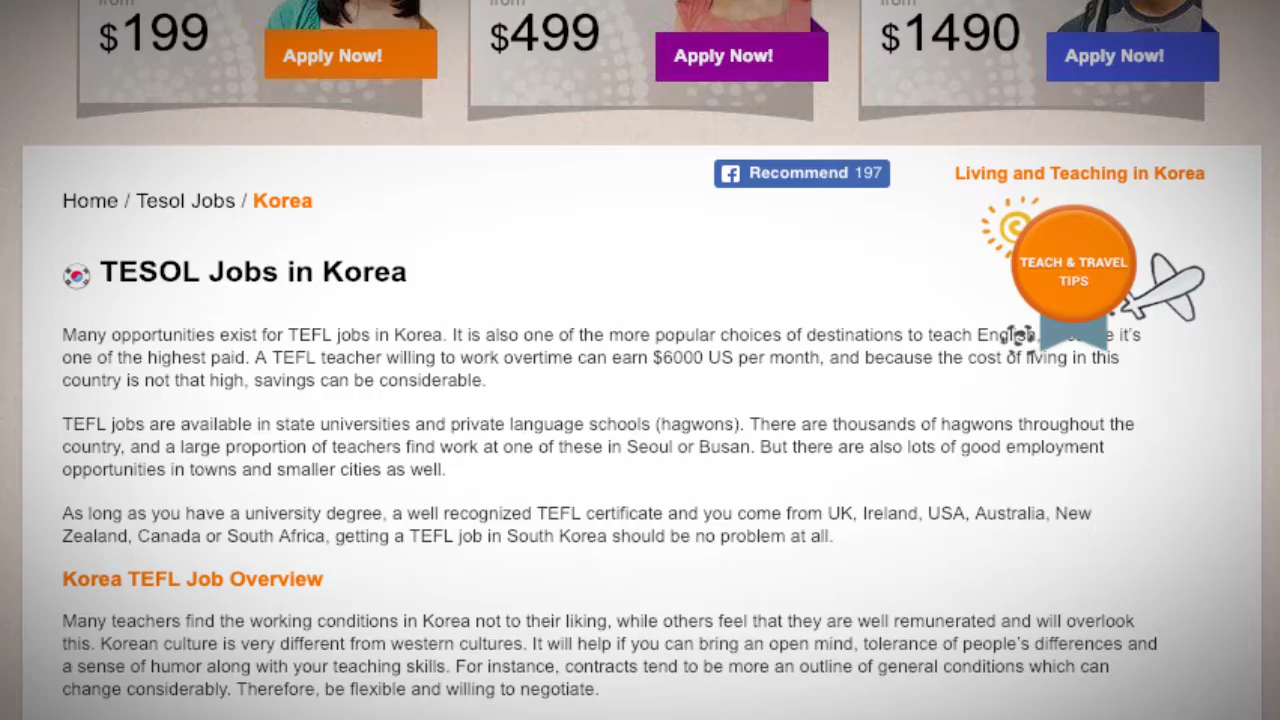 from from from
$199 $499 $1490
Apply Now! Apply Now! Apply Now!
Recommend 197
Living and Teaching in Korea
Home / Tesol Jobs / Korea
TEACH & TRAVEL
TIPS
TESOL Jobs in Korea
Many opportunities exist for TEFL jobs in Korea. It is also one of the more popular choices of destinations to teach English, it's
one of the highest paid. A TEFL teacher willing to work overtime can earn $6000 US per month, and because the cost of living in this
country is not that high, savings can be considerable.
TEFL jobs are available in state universities and private language schools (hagwons). There are thousands of hagwons throughout the
country, and a large proportion of teachers find work at one of these in Seoul or Busan. But there are also lots of good employment
opportunities in towns and smaller cities as well.
As long as you have a university degree, a well recognized TEFL certificate and you come from UK, Ireland, USA, Australia, New
Zealand, Canada or South Africa, getting a TEFL job in South Korea should be no problem at all.
Korea TEFL Job Overview
Many teachers find the working conditions in Korea not to their liking, while others feel that they are well remunerated and will overlook
this. Korean culture is very different from western cultures. It will help if you can bring an open mind, tolerance of people's differences and
a sense of humor along with your teaching skills. For instance, contracts tend to be more an outline of general conditions which can
change considerably. Therefore, be flexible and willing to negotiate.